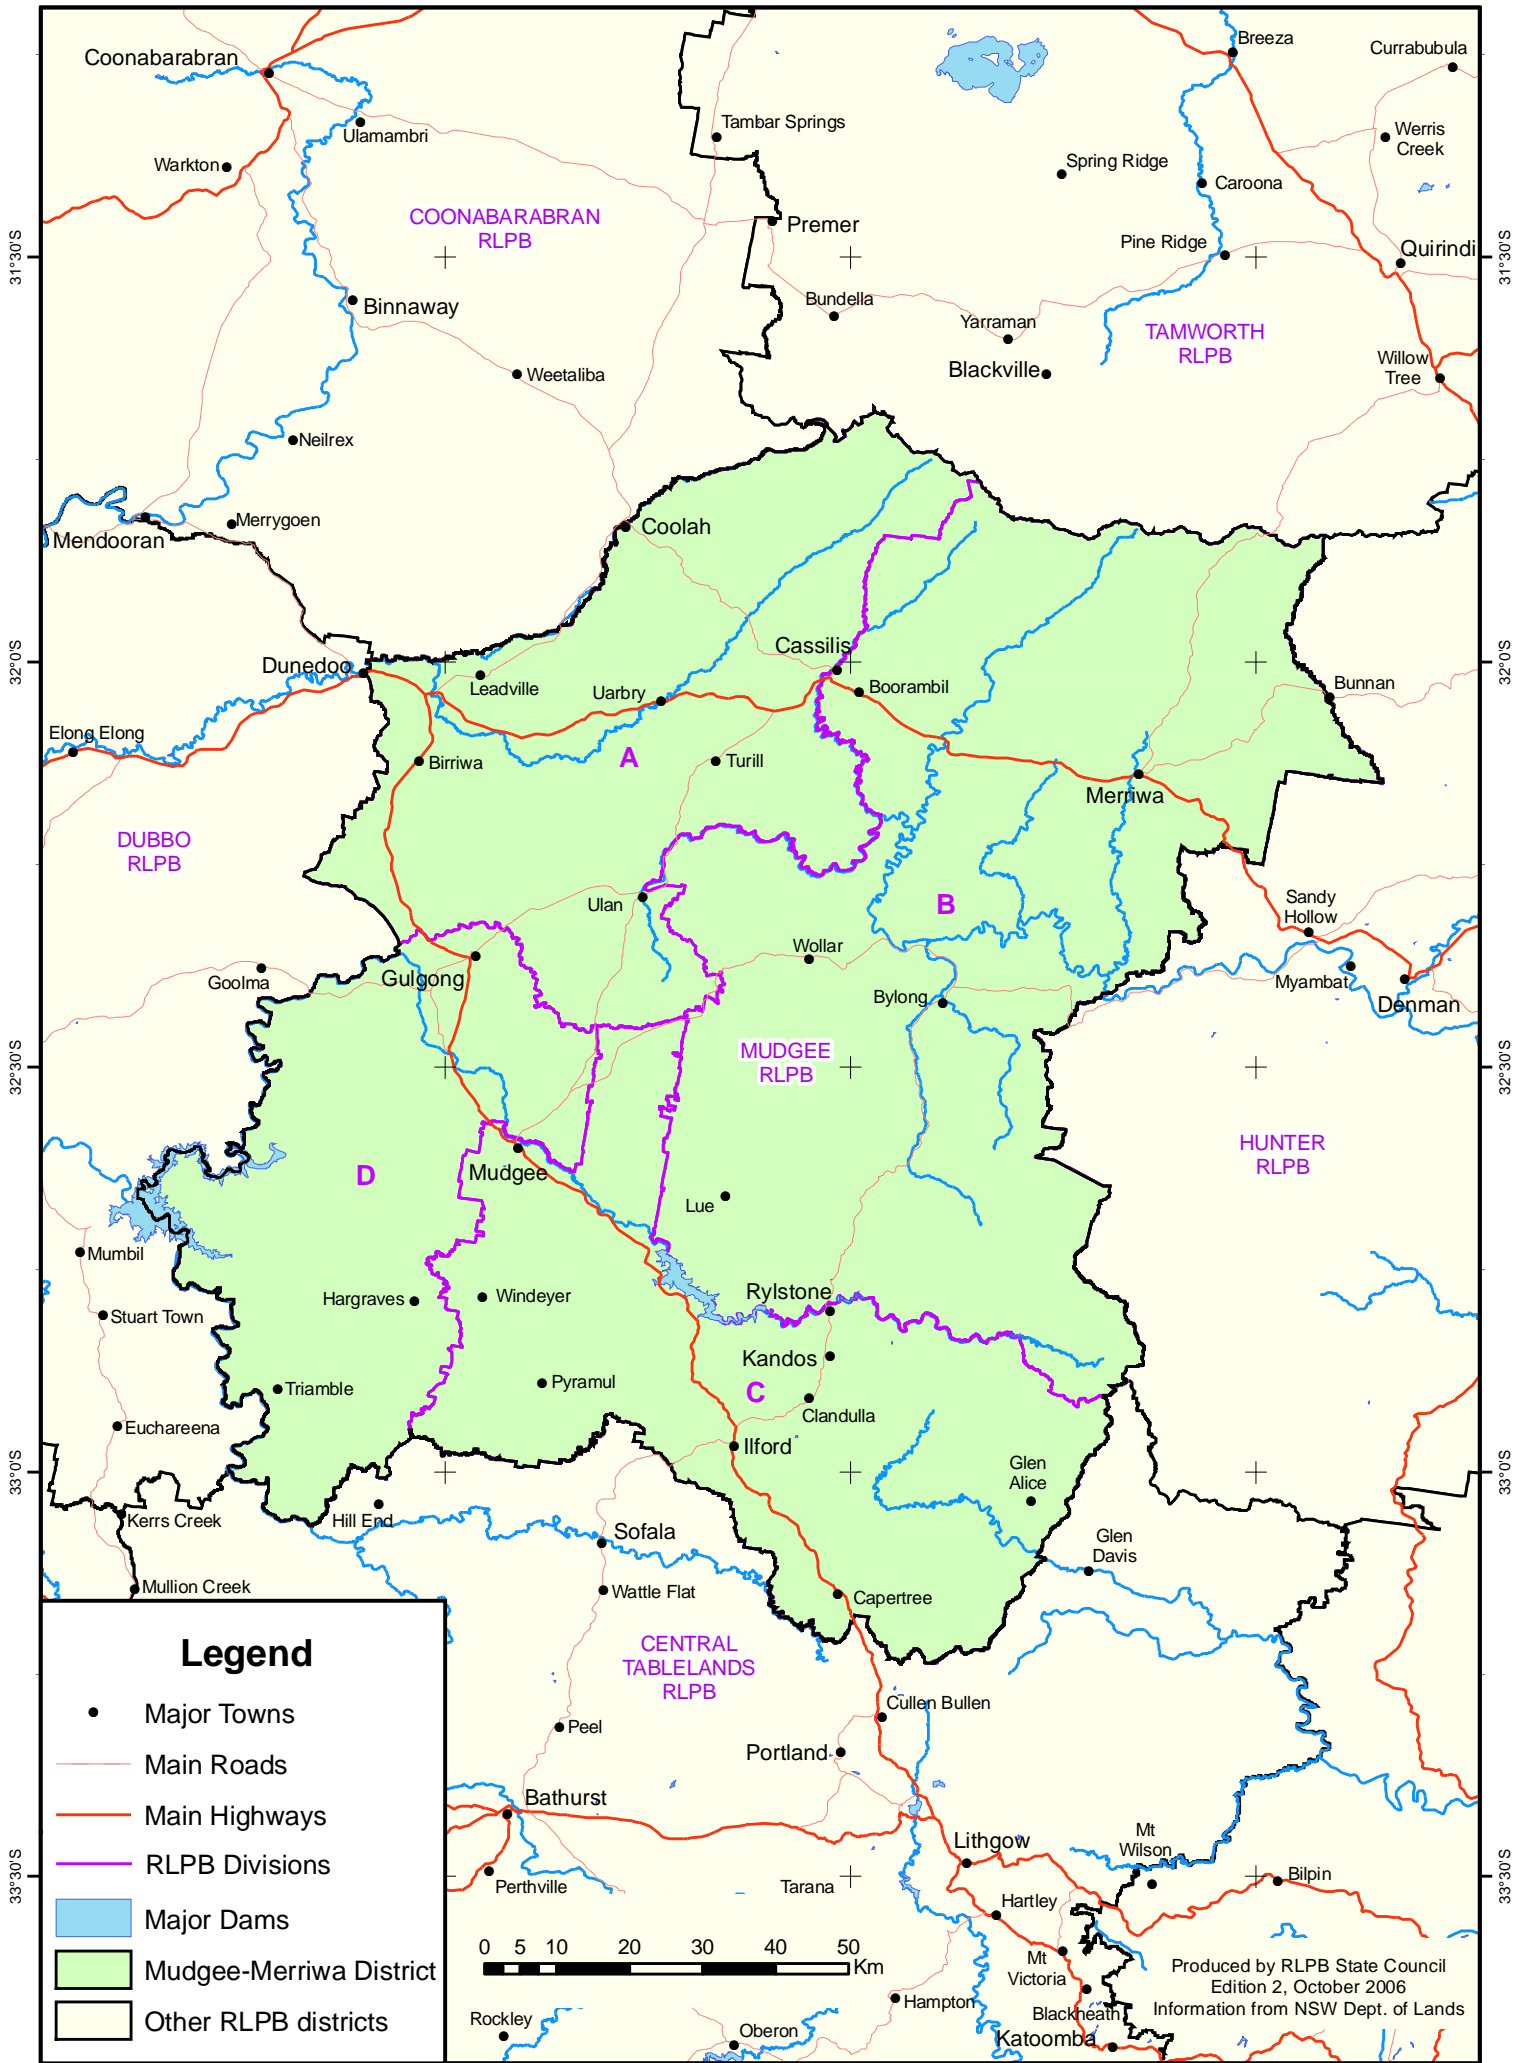 Coonabarabran
Breeza
Currabubula
Ulamambri
Tambar Springs
Werris
Creek
Warkton
Spring Ridge
Caroona
COONABARABRAN
RLPB
Premer
Pine Ridge
Quirindi
31°30'S
31°30'S
Binnaway
Bundella
Yarraman
TAMWORTH
RLPB
Blackville
Willow
Tree
Weetaliba
Neilrex
Merrygoen
Mendooran
Coolah
Cassilis
32°0'S
32°0'S
Dunedoo
Leadville
Uarbry
Boorambil
Bunnan
Elong Elong
Birriwa
A
Turill
Merriwa
DUBBO
RLPB
Ulan
B
Sandy
Hollow
Wollar
Goolma
Gulgong
Bylong
Myambat
Denman
32°30'S
32°30'S
MUDGEE
RLPB
HUNTER
RLPB
D
Mudgee
Lue
Mumbil
Rylstone
Hargraves
Windeyer
Stuart Town
Kandos
Triamble
Pyramul
C
Clandulla
Euchareena
Ilford
Glen
Alice
33°0'S
33°0'S
Kerrs Creek
Hill End
Sofala
Glen
Davis
Mullion Creek
Wattle Flat
Capertree
CENTRAL
TABLELANDS
RLPB
Cullen Bullen
Peel
Portland
Bathurst
Lithgow
Mt
Wilson
Bilpin
33°30'S
33°30'S
Perthville
Tarana
Hartley
Mt
Victoria
Blackheath
Hampton
Rockley
Oberon
Katoomba
Legend
Major Towns
Main Roads
Main Highways
RLPB Divisions
Major Dams
Mudgee-Merriwa District
Other RLPB districts
0 5 10 20 30 40 50
Km
Produced by RLPB State Council
Edition 2, October 2006
Information from NSW Dept. of Lands